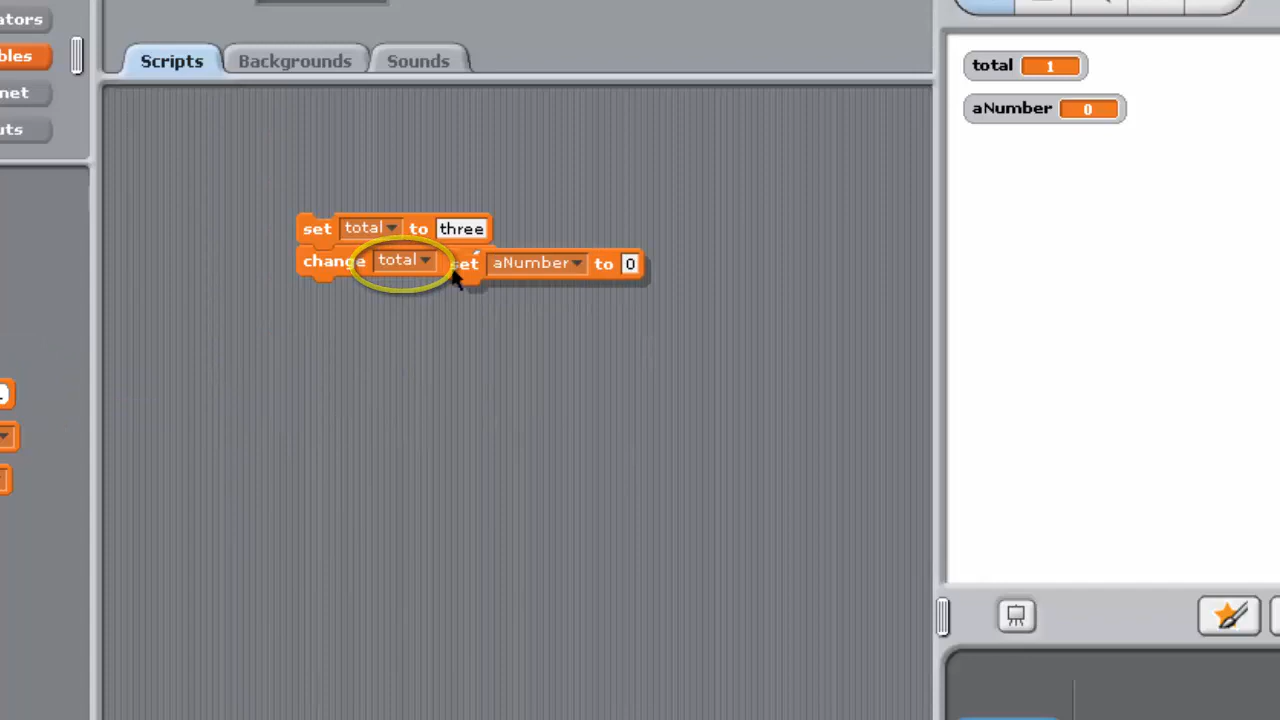 ators
bles
net
uts
Scripts
Backgrounds
Sounds
total 1
aNumber 0
set total to three
change total
set aNumber to 0